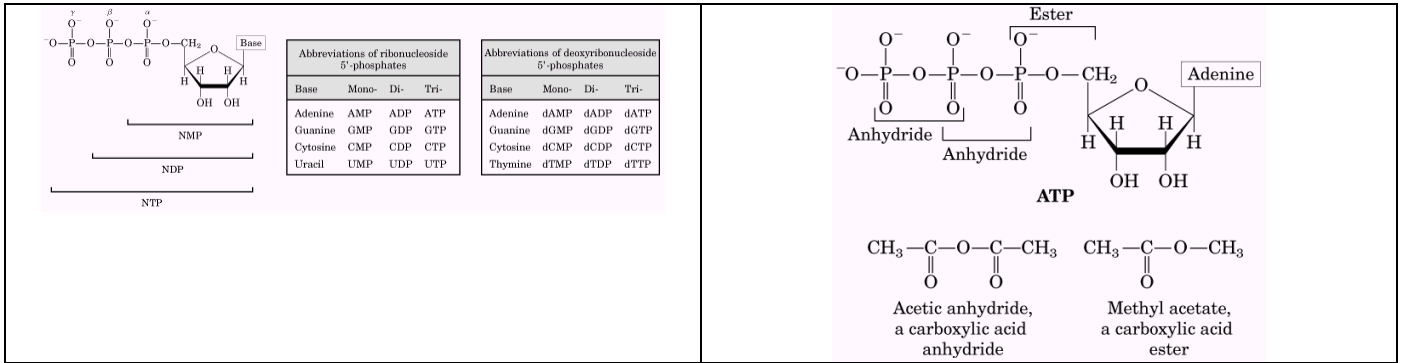 γ β α
O⁻ O⁻ O⁻
⁻O—P—O—P—O—P—O—CH₂ Base
O O O O
H H H H
OH OH
NMP
NDP
NTP
Abbreviations of ribonucleoside
5'-phosphates
Base Mono- Di- Tri-
Adenine AMP ADP ATP
Guanine GMP GDP GTP
Cytosine CMP CDP CTP
Uracil UMP UDP UTP
Abbreviations of deoxyribonucleoside
5'-phosphates
Base Mono- Di- Tri-
Adenine dAMP dADP dATP
Guanine dGMP dGDP dGTP
Cytosine dCMP dCDP dCTP
Thymine dTMP dTDP dTTP
Ester
O⁻ O⁻ O⁻
⁻O—P—O—P—O—P—O—CH₂ Adenine
O O O O
Anhydride
Anhydride
H H H H
OH OH
ATP
CH₃—C—O—C—CH₃
O O
Acetic anhydride,
a carboxylic acid
anhydride
CH₃—C—O—CH₃
O
Methyl acetate,
a carboxylic acid
ester